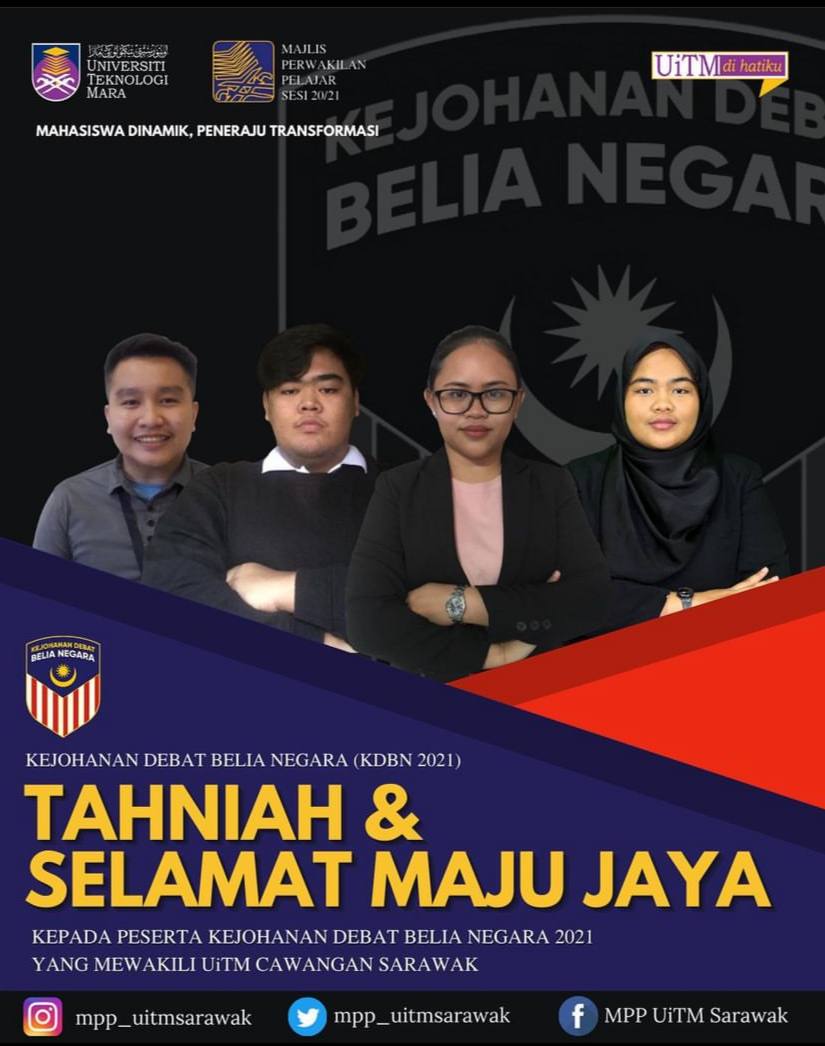 UNIVERSITI
TEKNOLOGI
MARA
MAJLIS
PERWAKILAN
PELAJAR
SESI 20/21
UiTM di hatiku
MAHASISWA DINAMIK, PENERAJU TRANSFORMASI
KEJOHANAN DEB
BELIA NEGAR
KEJOHANAN DEBAT
BELIA NEGARA
KEJOHANAN DEBAT BELIA NEGARA (KDBN 2021)
TAHNIAH &
SELAMAT MAJU JAYA
KEPADA PESERTA KEJOHANAN DEBAT BELIA NEGARA 2021
YANG MEWAKILI UiTM CAWANGAN SARAWAK
mpp_uitmsarawak
mpp_uitmsarawak
MPP UiTM Sarawak